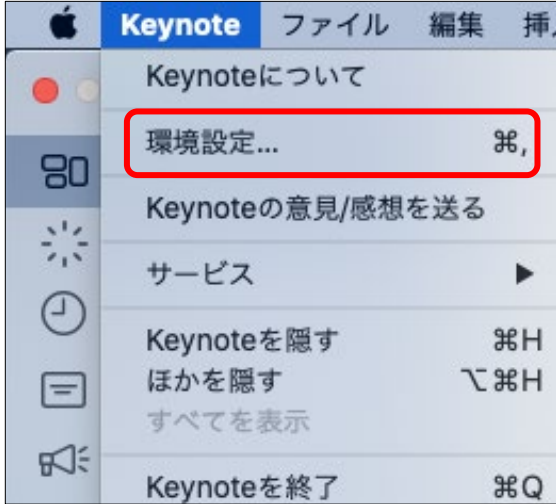 Keynote ファイル 編集
Keynoteについて
環境設定... ⌘,
Keynoteの意見/感想を送る
サービス ▶
Keynoteを隠す ⌘H
ほかを隠す ⌥⌘H
すべてを表示
Keynoteを終了 ⌘Q